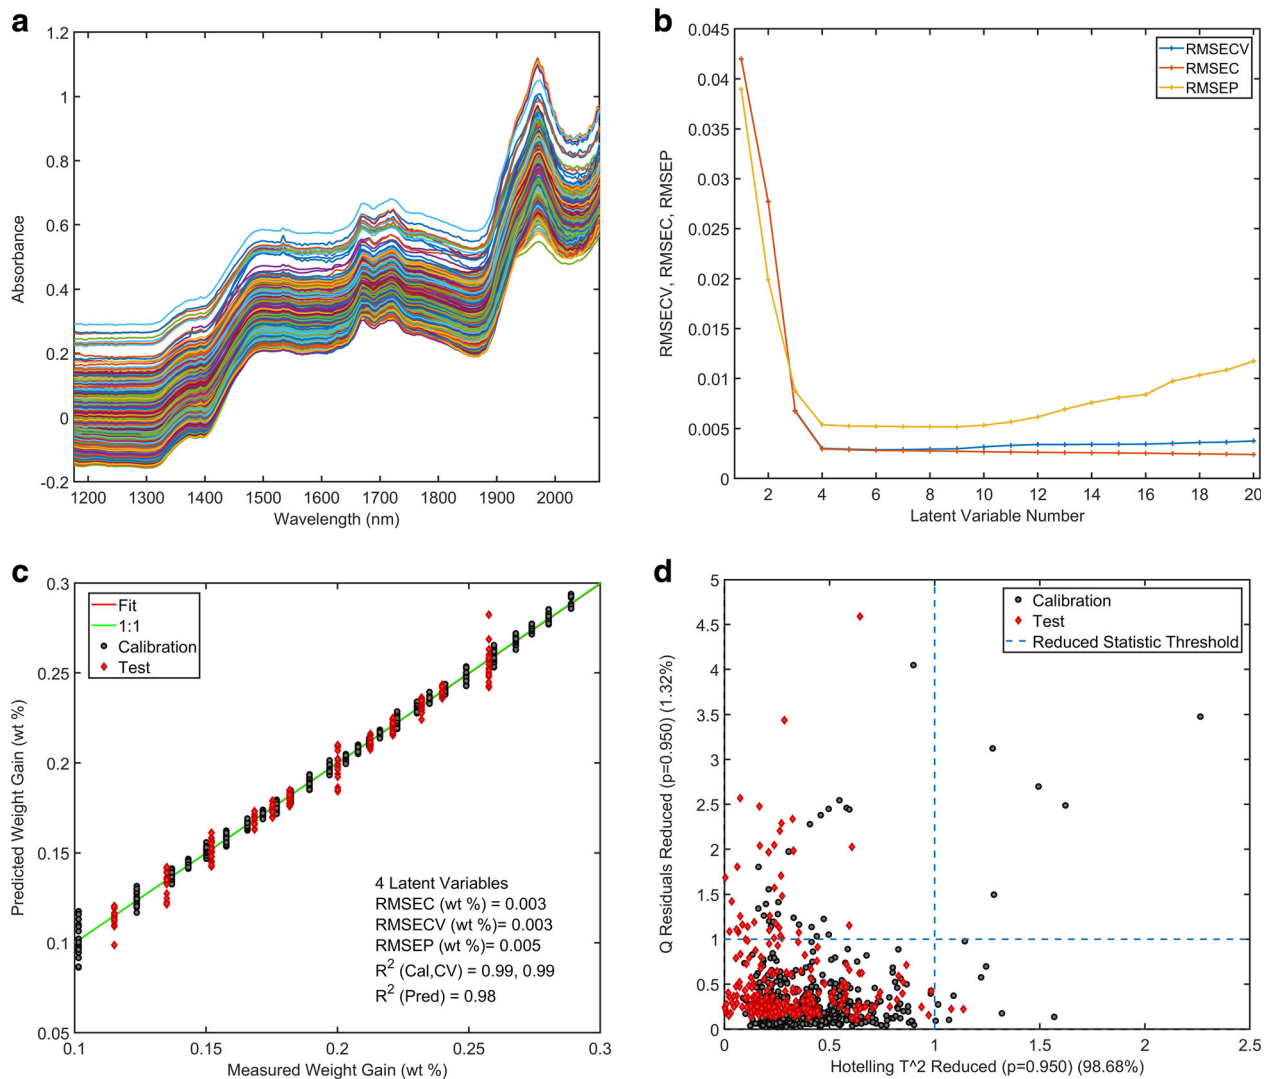 a
1.2
1
0.8
0.6
0.4
0.2
0
-0.2
Absorbance
1200 1300 1400 1500 1600 1700 1800 1900 2000
Wavelength (nm)
b
0.045
0.04
0.035
0.03
0.025
0.02
0.015
0.01
0.005
0
RMSECV, RMSEC, RMSEP
RMSECV
RMSEC
RMSEP
2 4 6 8 10 12 14 16 18 20
Latent Variable Number
c
0.3
0.25
0.2
0.15
0.1
0.05
Predicted Weight Gain (wt %)
Fit
1:1
Calibration
Test
4 Latent Variables
RMSEC (wt %) = 0.003
RMSECV (wt %)= 0.003
RMSEP (wt %)= 0.005
R² (Cal,CV) = 0.99, 0.99
R² (Pred) = 0.98
0.1 0.15 0.2 0.25 0.3
Measured Weight Gain (wt %)
d
5
4.5
4
3.5
3
2.5
2
1.5
1
0.5
0
Q Residuals Reduced (p=0.950) (1.32%)
Calibration
Test
Reduced Statistic Threshold
0 0.5 1 1.5 2 2.5
Hotelling T^2 Reduced (p=0.950) (98.68%)